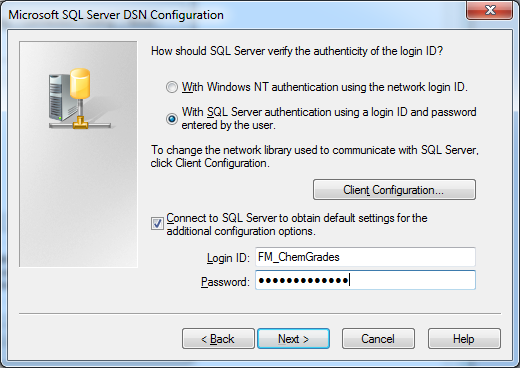 Microsoft SQL Server DSN Configuration
How should SQL Server verify the authenticity of the login ID?
With Windows NT authentication using the network login ID.
With SQL Server authentication using a login ID and password
entered by the user.
To change the network library used to communicate with SQL Server,
click Client Configuration.
Client Configuration...
Connect to SQL Server to obtain default settings for the
additional configuration options.
Login ID: FM_ChemGrades
Password: ●●●●●●●●●●●●●
< Back Next > Cancel Help